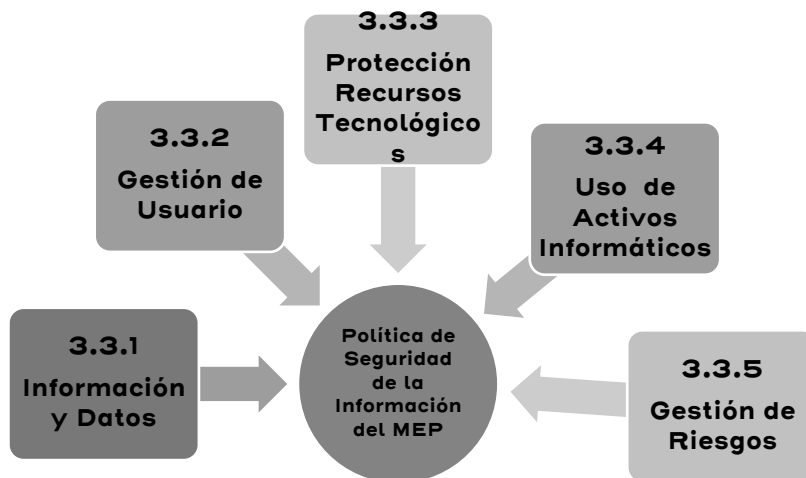 3.3.3
Protección
Recursos
Tecnológico
s
3.3.2
Gestión de
Usuario
3.3.4
Uso de
Activos
Informáticos
3.3.1
Información
y Datos
Política de
Seguridad
de la
Información
del MEP
3.3.5
Gestión de
Riesgos